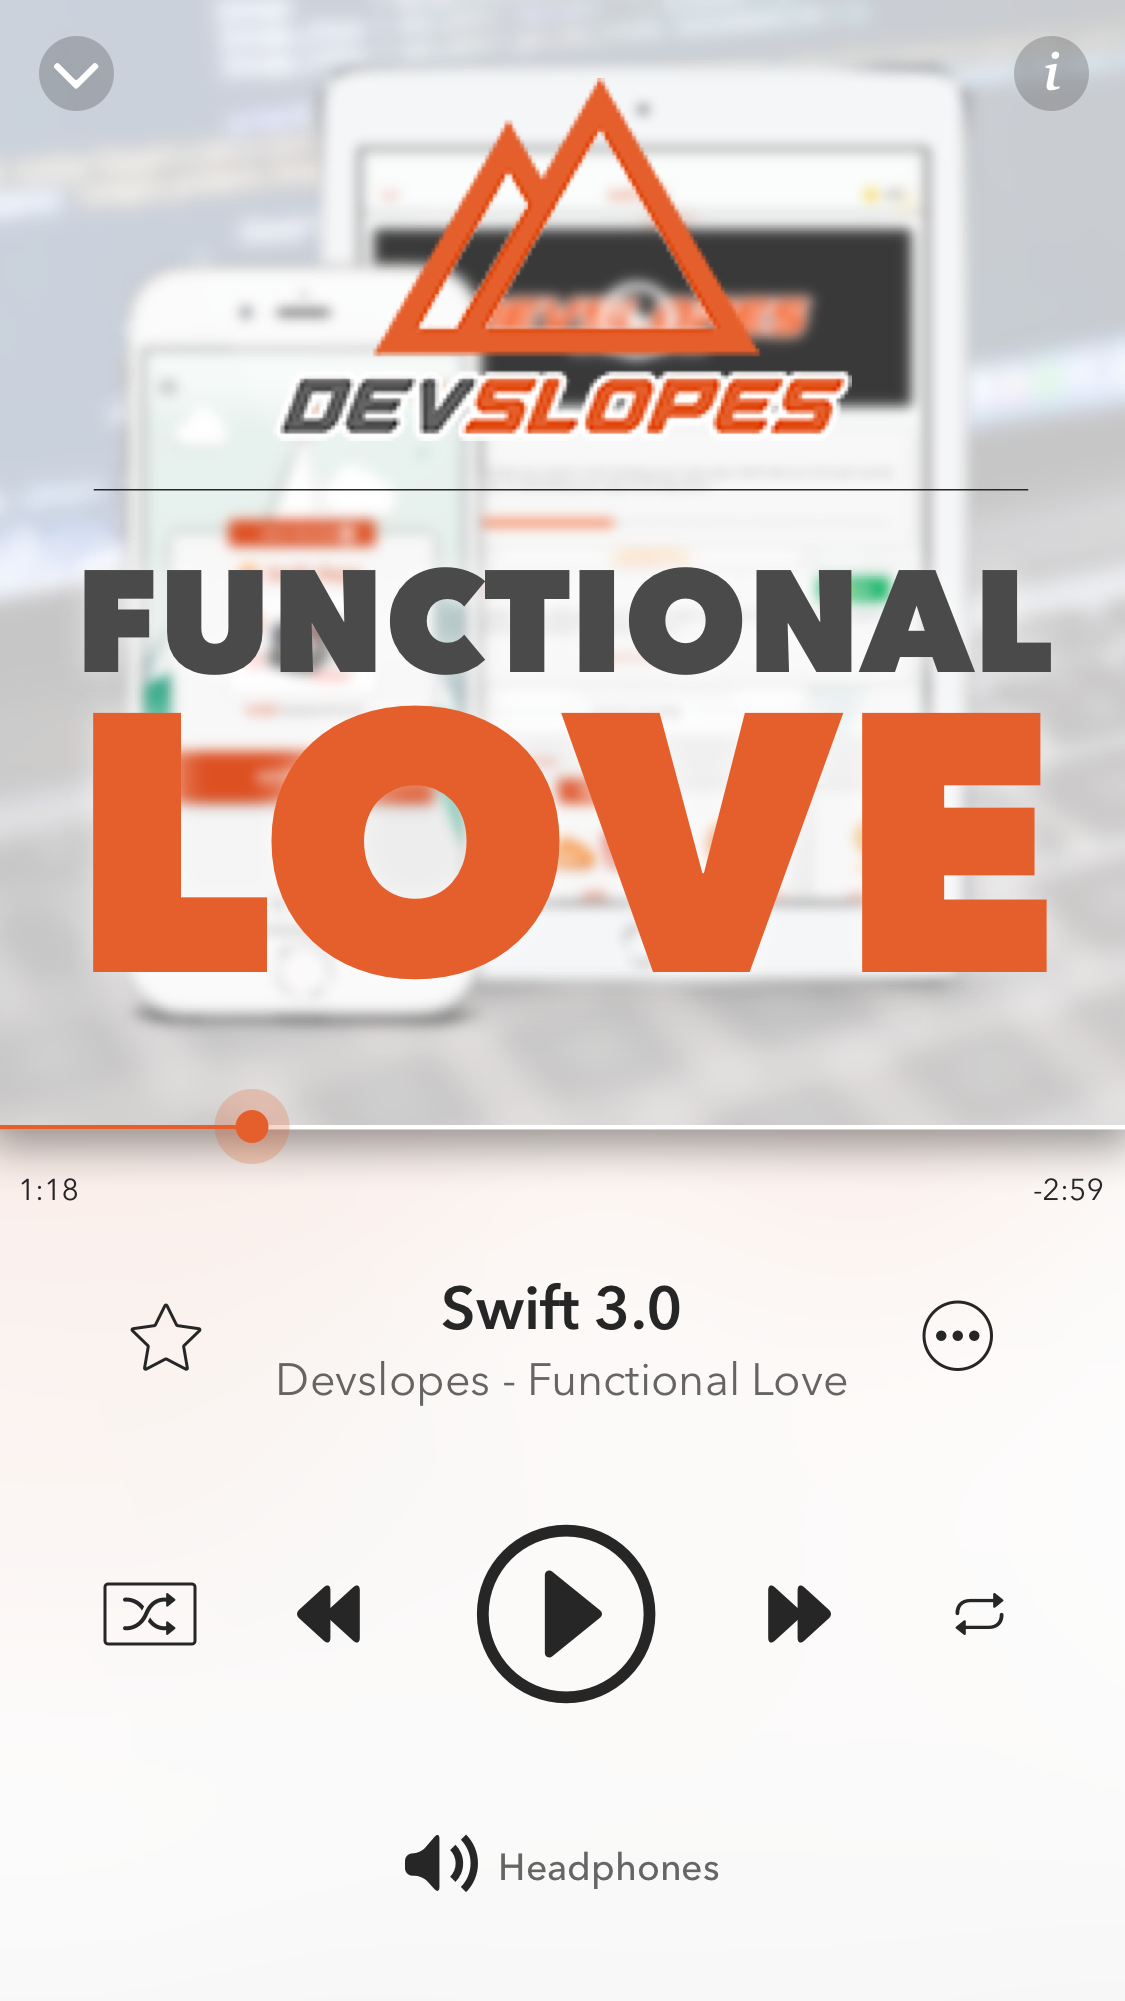 i
DEVSLOPES
FUNCTIONAL
LOVE
1:18
-2:59
Swift 3.0
Devslopes - Functional Love
Headphones